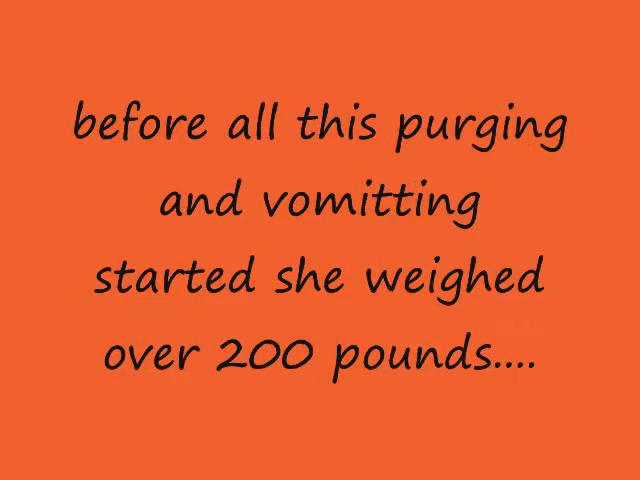 before all this purging
and vomitting
started she weighed
over 200 pounds....